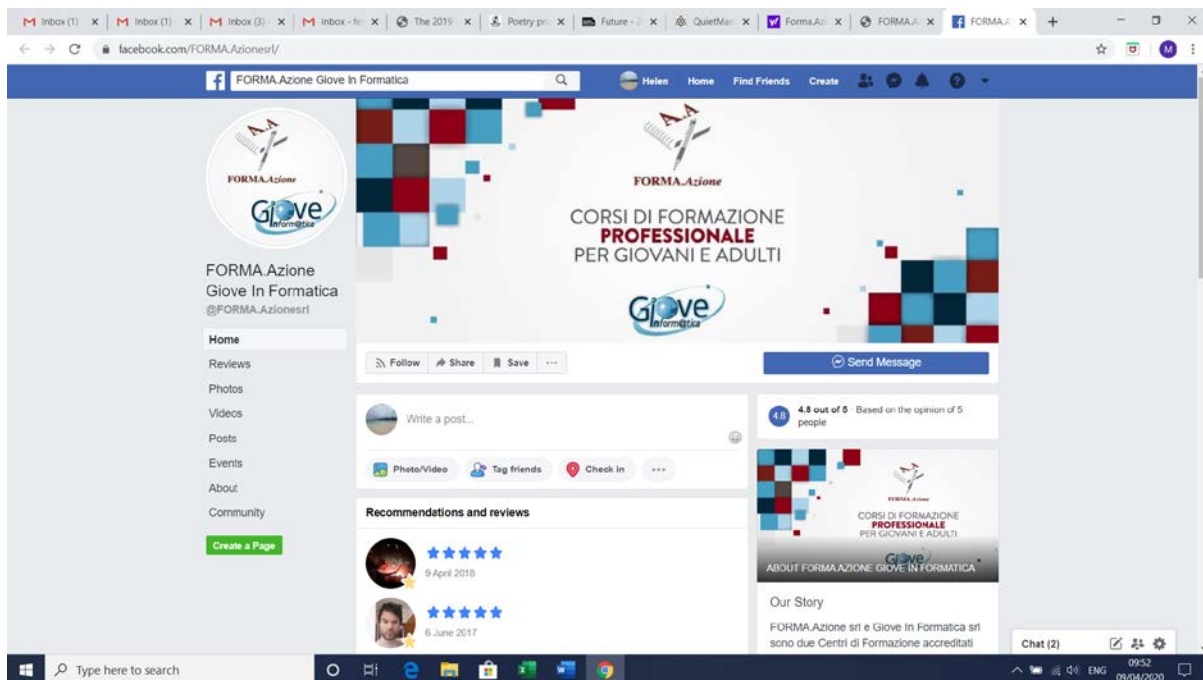 Inbox (1)
Inbox (1)
Inbox (3)
Inbox -
The 2019
Poetry pro
Future - 2
QuietMan
Forma.Azi
FORMA.A
FORMA.A
facebook.com/FORMA.Azionesrl/
M
FORMA.Azione Giove In Formatica
Helen
Home
Find Friends
Create
A.A
FORMA.Azione
Giove
Inform@tica
A.A
FORMA.Azione
CORSI DI FORMAZIONE
PROFESSIONALE
PER GIOVANI E ADULTI
Giove
Inform@tica
FORMA.Azione
Giove In Formatica
@FORMA.Azionesrl
Home
Reviews
Photos
Videos
Posts
Events
About
Community
Create a Page
Follow
Share
Save
Send Message
Write a post...
Photo/Video
Tag friends
Check in
Recommendations and reviews
9 April 2018
6 June 2017
4.8
4.8 out of 5 · Based on the opinion of 5
people
FORMA.Azione
CORSI DI FORMAZIONE
PROFESSIONALE
PER GIOVANI E ADULTI
Giove
ABOUT FORMA.AZIONE GIOVE IN FORMATICA
Our Story
FORMA.Azione srl e Giove In Formatica srl
sono due Centri di Formazione accreditati
Chat (2)
Type here to search
ENG
09:52
09/04/2020